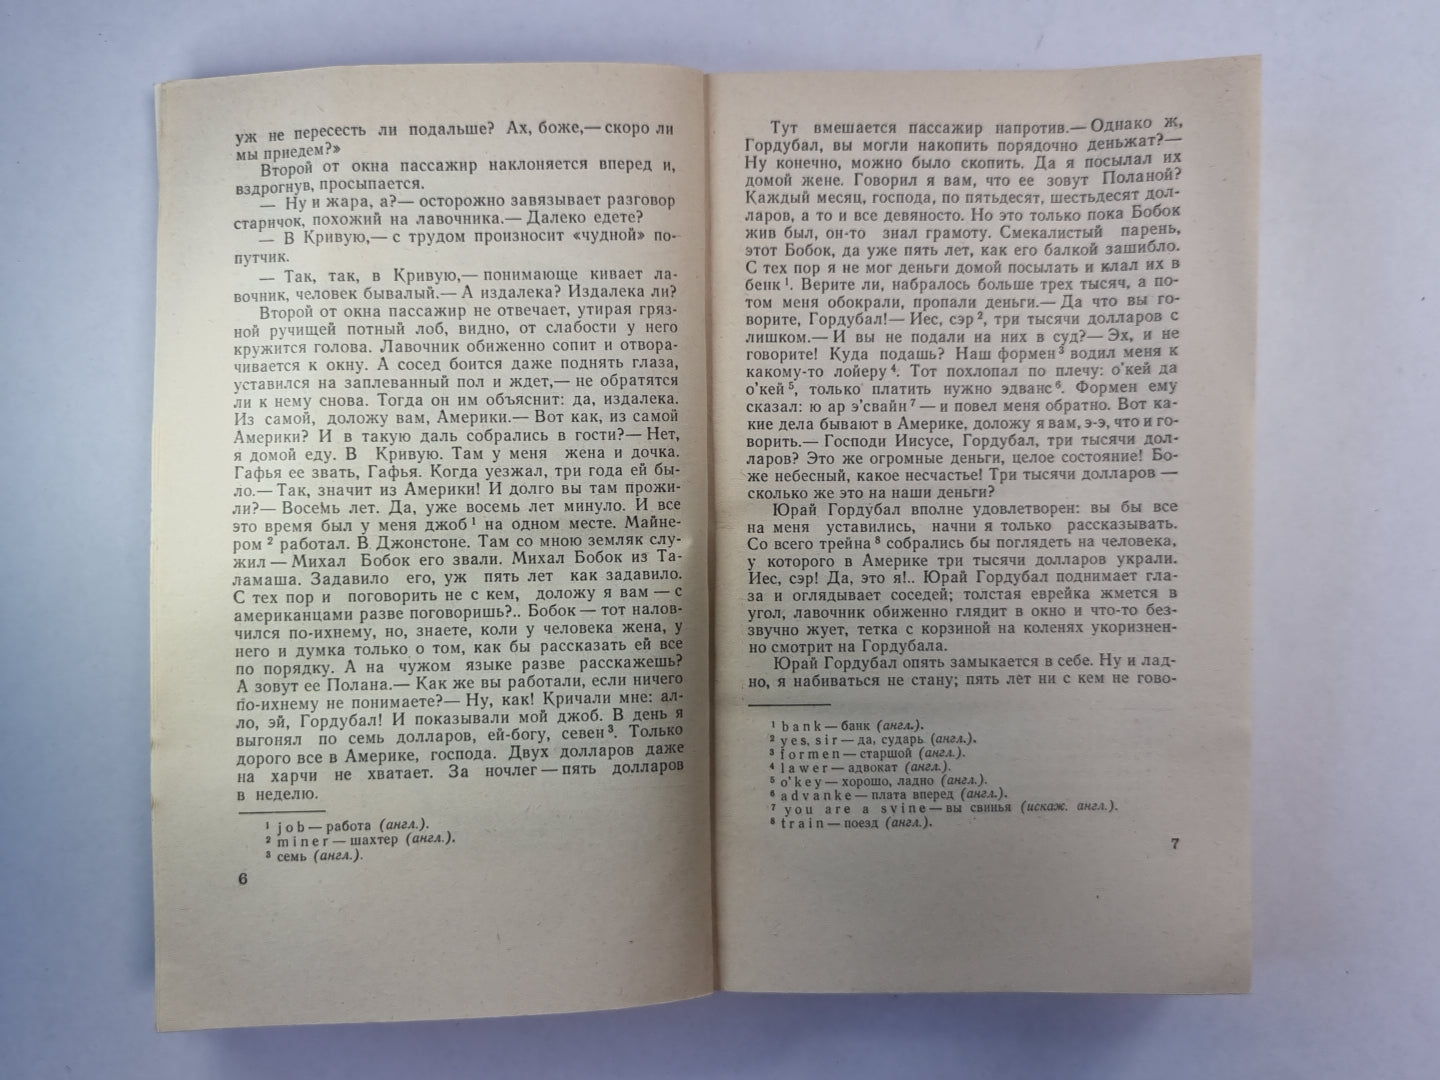 уж не пересесть ли подальше? Ах, боже,— скоро ли
мы приедем?»
Второй от окна пассажир наклоняется вперед и,
вздрогнув, просыпается.
— Ну и жара, а?— осторожно завязывает разговор
старичок, похожий на лавочника.— Далеко едете?
— В Кривую,— с трудом произносит «чудной» по-
путчик.
— Так, так, в Кривую,— понимающе кивает ла-
вочник, человек бывалый.— А издалека? Издалека ли?
Второй от окна пассажир не отвечает, утирая гряз-
ной ручищей потный лоб, видно, от слабости у него
кружится голова. Лавочник обиженно сопит и отвора-
чивается к окну. А сосед боится даже поднять глаза,
уставился на заплеванный пол и ждет,— не обратятся
ли к нему снова. Тогда он им объяснит: да, издалека.
Из самой, доложу вам, Америки.— Вот как, из самой
Америки? И в такую даль собрались в гости?— Нет,
я домой еду. В Кривую. Там у меня жена и дочка.
Гафья ее звать, Гафья. Когда уезжал, три года ей бы-
ло.— Так, значит из Америки! И долго вы там прожи-
ли?— Восемь лет. Да, уже восемь лет минуло. И все
это время был у меня джоб¹ на одном месте. Майне-
ром² работал. В Джонстоне. Там со мною земляк слу-
жил — Михал Бобок его звали. Михал Бобок из Та-
ламаша. Задавило его, уж пять лет как задавило.
С тех пор и поговорить не с кем, доложу я вам — с
американцами разве поговоришь?.. Бобок — тот налов-
чился по-ихнему, но, знаете, коли у человека жена, у
него и думка только о том, как бы рассказать ей все
по порядку. А на чужом языке разве расскажешь?
А зовут ее Полана.— Как же вы работали, если ничего
по-ихнему не понимаете?— Ну, как! Кричали мне: ал-
ло, эй, Гордубал! И показывали мой джоб. В день я
выгонял по семь долларов, ей-богу, севен³. Только
дорого все в Америке, господа. Двух долларов даже
на харчи не хватает. За ночлег — пять долларов
в неделю.
¹ job — работа (англ.).
² miner — шахтер (англ.).
³ семь (англ.).
6
Тут вмешается пассажир напротив.— Однако ж,
Гордубал, вы могли накопить порядочно деньжат?—
Ну конечно, можно было скопить. Да я посылал их
домой жене. Говорил я вам, что ее зовут Поланой?
Каждый месяц, господа, по пятьдесят, шестьдесят дол-
ларов, а то и все девяносто. Но это только пока Бобок
жив был, он-то знал грамоту. Смекалистый парень,
этот Бобок, да уже пять лет, как его балкой зашибло.
С тех пор я не мог деньги домой посылать и клал их в
бенк¹. Верите ли, набралось больше трех тысяч, а по-
том меня обокрали, пропали деньги.— Да что вы го-
ворите, Гордубал!— Иес, сэр², три тысячи долларов с
лишком.— И вы не подали на них в суд?— Эх, и не
говорите! Куда подашь? Наш формен³ водил меня к
какому-то лойеру⁴. Тот похлопал по плечу: о'кей да
о'кей⁵, только платить нужно эдванс⁶. Формен ему
сказал: ю ар э'свайн⁷ — и повел меня обратно. Вот ка-
кие дела бывают в Америке, доложу я вам, э-э, что и го-
ворить.— Господи Иисусе, Гордубал, три тысячи дол-
ларов? Это же огромные деньги, целое состояние! Бо-
же небесный, какое несчастье! Три тысячи долларов —
сколько же это на наши деньги?
Юрай Гордубал вполне удовлетворен: вы бы все
на меня уставились, начни я только рассказывать.
Со всего трейна⁸ собрались бы поглядеть на человека,
у которого в Америке три тысячи долларов украли.
Иес, сэр! Да, это я!.. Юрай Гордубал поднимает гла-
за и оглядывает соседей; толстая еврейка жмется в
угол, лавочник обиженно глядит в окно и что-то без-
звучно жует, тетка с корзиной на коленях укоризнен-
но смотрит на Гордубала.
Юрай Гордубал опять замыкается в себе. Ну и лад-
но, я набиваться не стану; пять лет ни с кем не гово-
¹ bank — банк (англ.).
² yes, sir — да, сударь (англ.).
³ formen — старшой (англ.).
⁴ lawer — адвокат (англ.).
⁵ o'key — хорошо, ладно (англ.).
⁶ advanke — плата вперед (англ.).
⁷ you are a svine — вы свинья (искаж. англ.).
⁸ train — поезд (англ.).
7